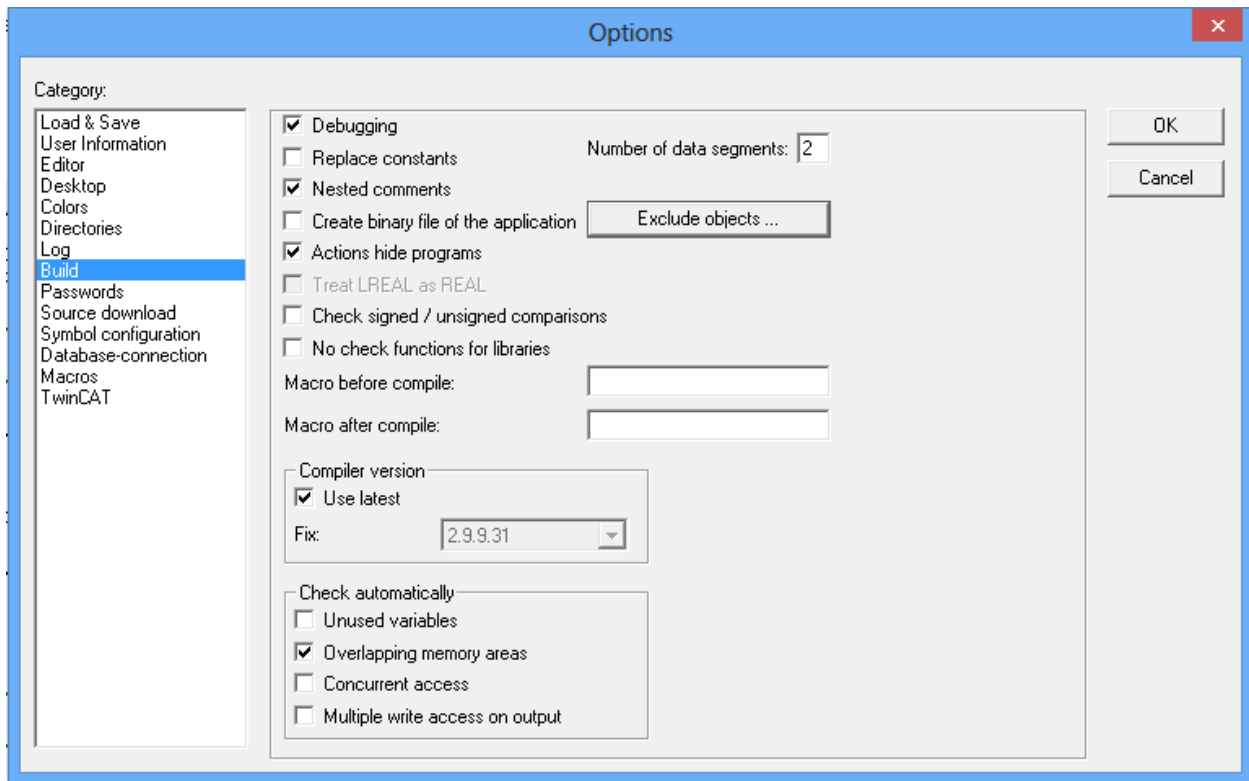 Options
Category:
Load & Save
User Information
Editor
Desktop
Colors
Directories
Log
Build
Passwords
Source download
Symbol configuration
Database-connection
Macros
TwinCAT
Debugging
Replace constants
Number of data segments: 2
Nested comments
Create binary file of the application
Exclude objects ...
Actions hide programs
Treat LREAL as REAL
Check signed / unsigned comparisons
No check functions for libraries
Macro before compile:
Macro after compile:
Compiler version
Use latest
Fix: 2.9.9.31
Check automatically
Unused variables
Overlapping memory areas
Concurrent access
Multiple write access on output
OK
Cancel